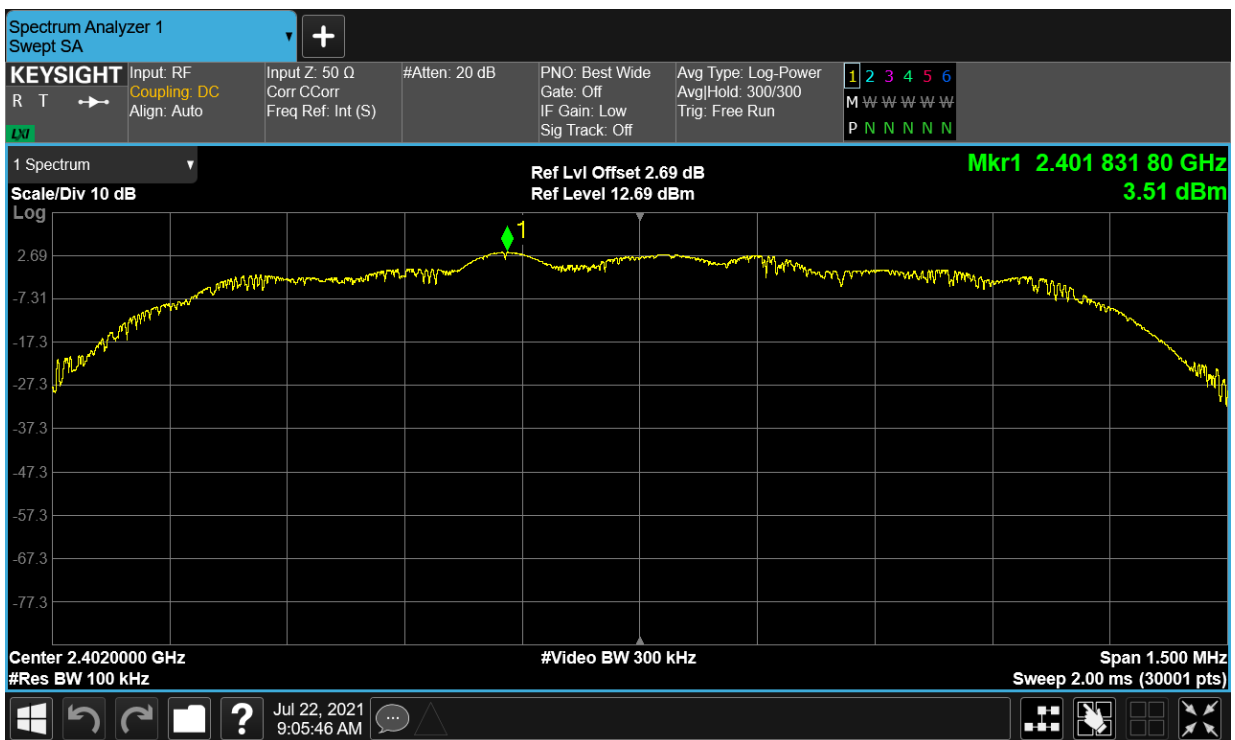 Spectrum Analyzer 1
Swept SA
KEYSIGHT
R T
LXI
Input: RF
Coupling: DC
Align: Auto
Input Z: 50 Ω
Corr CCorr
Freq Ref: Int (S)
#Atten: 20 dB
PNO: Best Wide
Gate: Off
IF Gain: Low
Sig Track: Off
Avg Type: Log-Power
Avg|Hold: 300/300
Trig: Free Run
1 2 3 4 5 6
M W W W W W
P N N N N N
1 Spectrum
Scale/Div 10 dB
Log
Ref Lvl Offset 2.69 dB
Ref Level 12.69 dBm
Mkr1 2.401 831 80 GHz
3.51 dBm
1
2.69
-7.31
-17.3
-27.3
-37.3
-47.3
-57.3
-67.3
-77.3
Center 2.4020000 GHz
#Res BW 100 kHz
#Video BW 300 kHz
Span 1.500 MHz
Sweep 2.00 ms (30001 pts)
?
Jul 22, 2021
9:05:46 AM